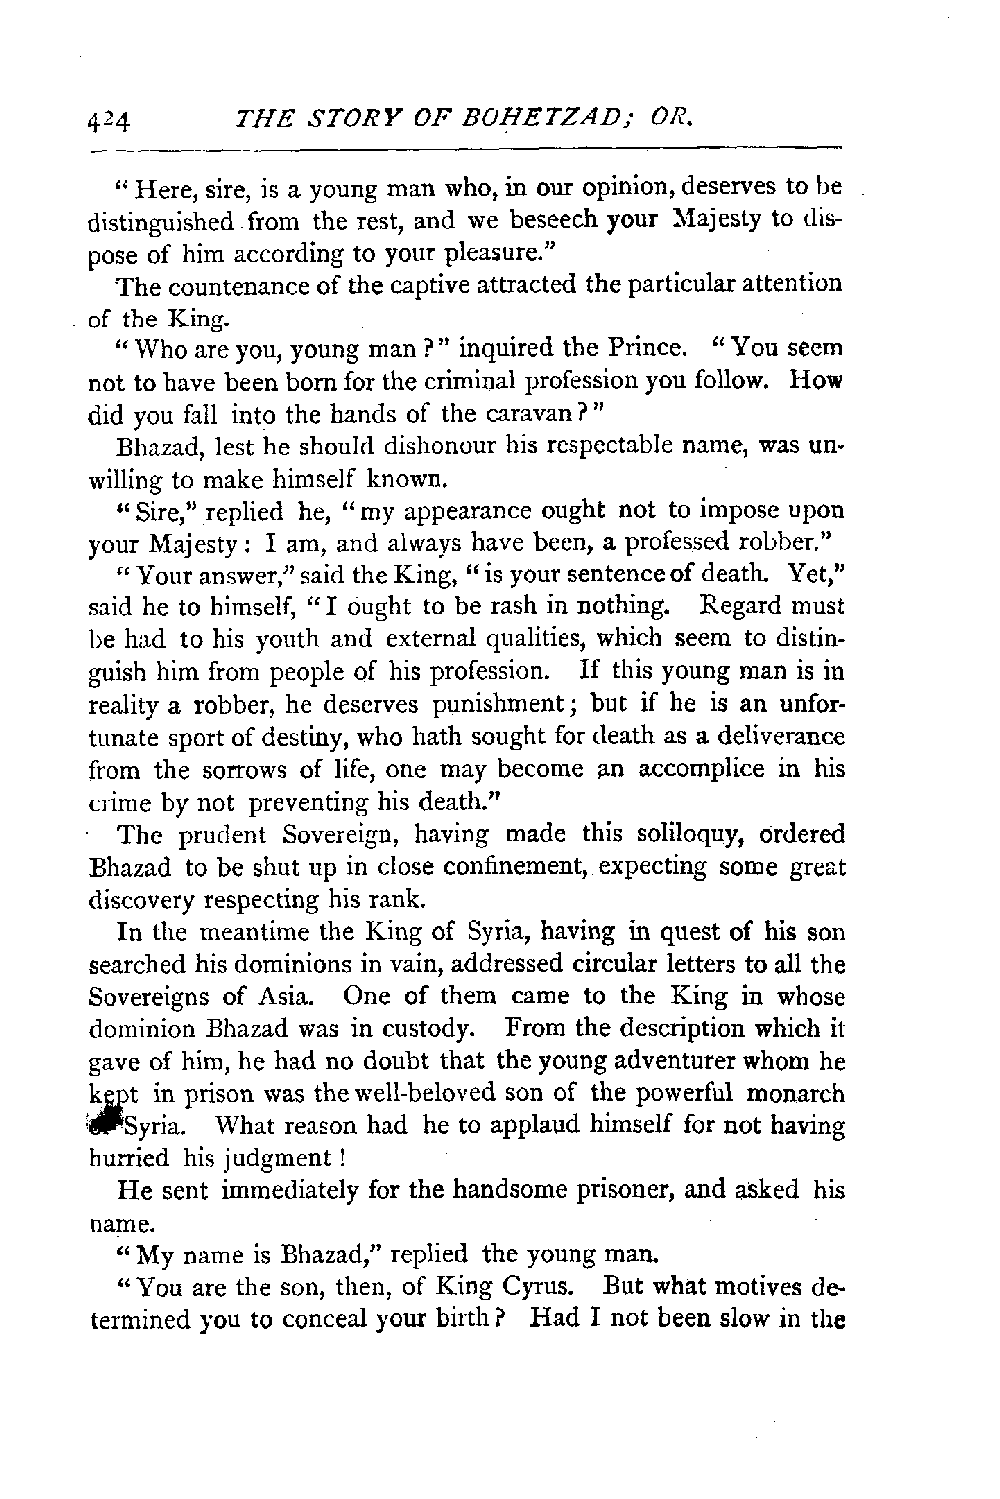 424 THE STORY OF BOHETZAD; OR.
“ Here, sire, is a young man who, in our opinion, deserves to be
distinguished from the rest, and we beseech your Majesty to dis-
pose of him according to your pleasure.”
The countenance of the captive attracted the particular attention
of the King.
“ Who are you, young man ?” inquired the Prince. “ You seem
not to have been born for the criminal profession you follow. How
did you fall into the hands of the caravan ? ”
Bhazad, lest he should dishonour his respectable name, was un-
willing to make himself known.
“ Sire,” replied he, “ my appearance ought not to impose upon
your Majesty : I am, and always have been, a professed robber.”
“ Your answer,” said the King, “ is your sentence of death. Yet,”
said he to himself, “ I ought to be rash in nothing. Regard must
be had to his youth and external qualities, which seem to distin-
guish him from people of his profession. If this young man is in
reality a robber, he deserves punishment ; but if he is an unfor-
tunate sport of destiny, who hath sought for death as a deliverance
from the sorrows of life, one may become an accomplice in his
crime by not preventing his death.”
The prudent Sovereign, having made this soliloquy, ordered
Bhazad to be shut up in close confinement, expecting some great
discovery respecting his rank.
In the meantime the King of Syria, having in quest of his son
searched his dominions in vain, addressed circular letters to all the
Sovereigns of Asia. One of them came to the King in whose
dominion Bhazad was in custody. From the description which it
gave of him, he had no doubt that the young adventurer whom he
kept in prison was the well-beloved son of the powerful monarch
Syria. What reason had he to applaud himself for not having
hurried his judgment !
He sent immediately for the handsome prisoner, and asked his
name.
“ My name is Bhazad,” replied the young man.
“ You are the son, then, of King Cyrus. But what motives de-
termined you to conceal your birth ? Had I not been slow in the